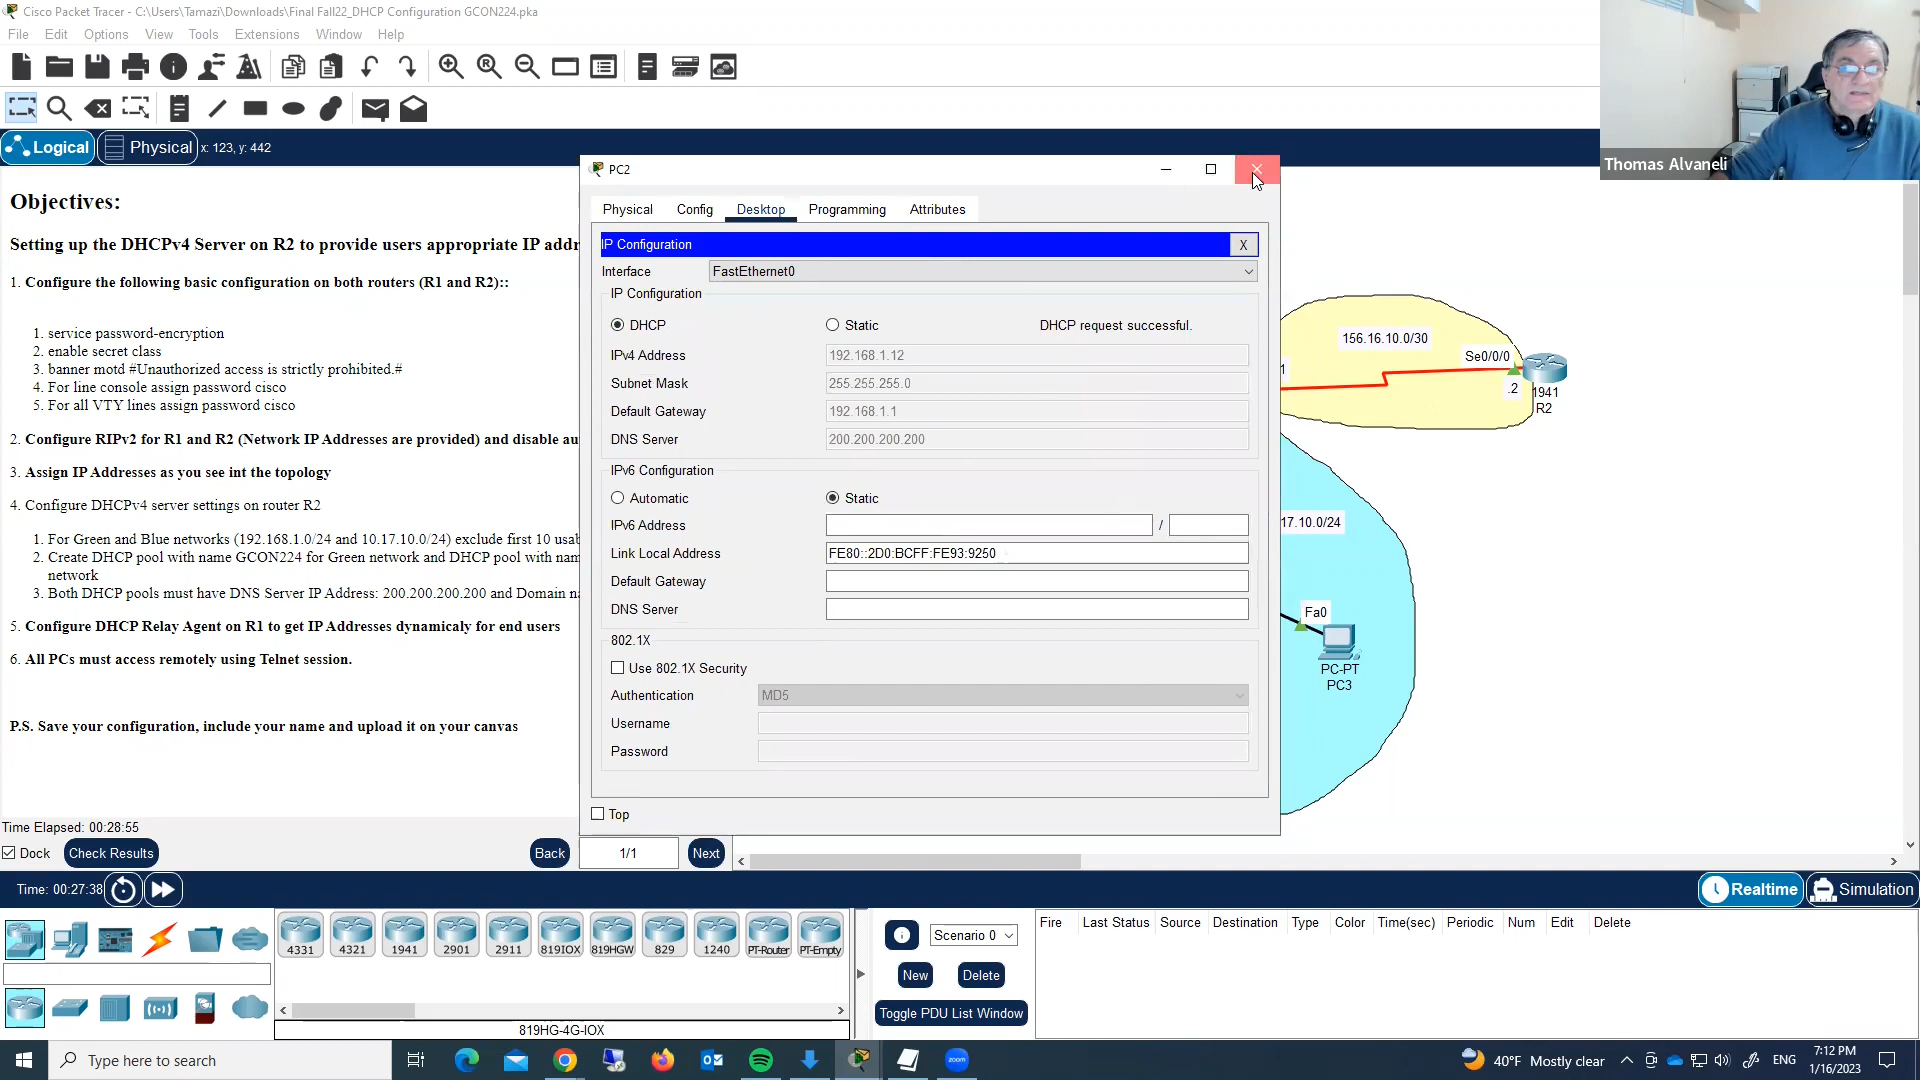 Cisco Packet Tracer - C:\Users\Tamazi\Downloads\Final Fall22_DHCP Configuration GCON224.pka
File Edit Options View Tools Extensions Window Help
Logical Physical x: 123, y: 442
Thomas Alvaneli
Objectives:
Setting up the DHCPv4 Server on R2 to provide users appropriate IP addr
1. Configure the following basic configuration on both routers (R1 and R2)::
1. service password-encryption
2. enable secret class
3. banner motd #Unauthorized access is strictly prohibited.#
4. For line console assign password cisco
5. For all VTY lines assign password cisco
2. Configure RIPv2 for R1 and R2 (Network IP Addresses are provided) and disable au
3. Assign IP Addresses as you see int the topology
4. Configure DHCPv4 server settings on router R2
1. For Green and Blue networks (192.168.1.0/24 and 10.17.10.0/24) exclude first 10 usab
2. Create DHCP pool with name GCON224 for Green network and DHCP pool with name
network
3. Both DHCP pools must have DNS Server IP Address: 200.200.200.200 and Domain na
5. Configure DHCP Relay Agent on R1 to get IP Addresses dynamicaly for end users
6. All PCs must access remotely using Telnet session.
P.S. Save your configuration, include your name and upload it on your canvas
PC2
Physical Config Desktop Programming Attributes
IP Configuration X
Interface FastEthernet0
IP Configuration
DHCP Static DHCP request successful.
IPv4 Address 192.168.1.12
Subnet Mask 255.255.255.0
Default Gateway 192.168.1.1
DNS Server 200.200.200.200
IPv6 Configuration
Automatic Static
IPv6 Address /
Link Local Address FE80::2D0:BCFF:FE93:9250
Default Gateway
DNS Server
802.1X
Use 802.1X Security
Authentication MD5
Username
Password
Top
156.16.10.0/30
Se0/0/0
1
.2
1941
R2
17.10.0/24
Fa0
PC-PT
PC3
Time Elapsed: 00:28:55
Dock Check Results Back 1/1 Next
Time: 00:27:38 Realtime Simulation
4331 4321 1941 2901 2911 819IOX 819HGW 829 1240 PT-Router PT-Empty
819HG-4G-IOX
Scenario 0
New Delete
Toggle PDU List Window
Fire Last Status Source Destination Type Color Time(sec) Periodic Num Edit Delete
Type here to search
zoom
40°F Mostly clear ENG 7:12 PM
1/16/2023